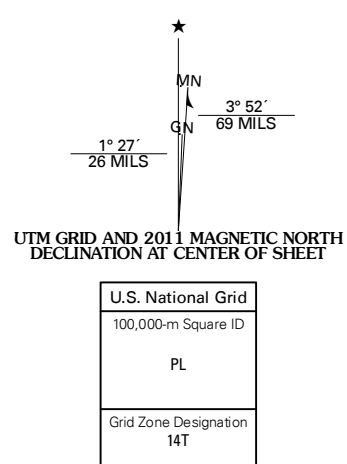 ★
MN
3° 52´
69 MILS
GN
1° 27´
26 MILS
UTM GRID AND 2011 MAGNETIC NORTH
DECLINATION AT CENTER OF SHEET
U.S. National Grid
100,000-m Square ID
PL
Grid Zone Designation
14T